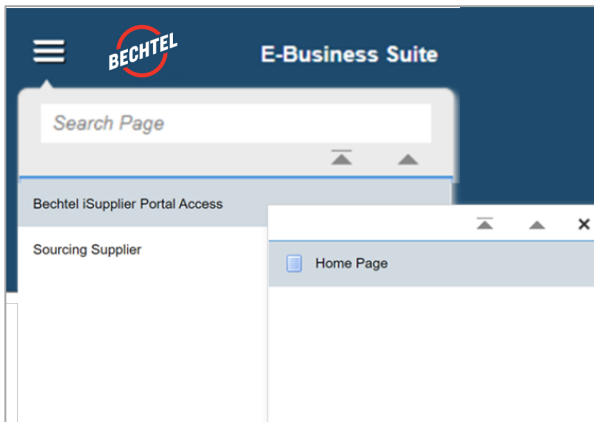 BECHTEL
E-Business Suite
Search Page
Bechtel iSupplier Portal Access
Sourcing Supplier
Home Page